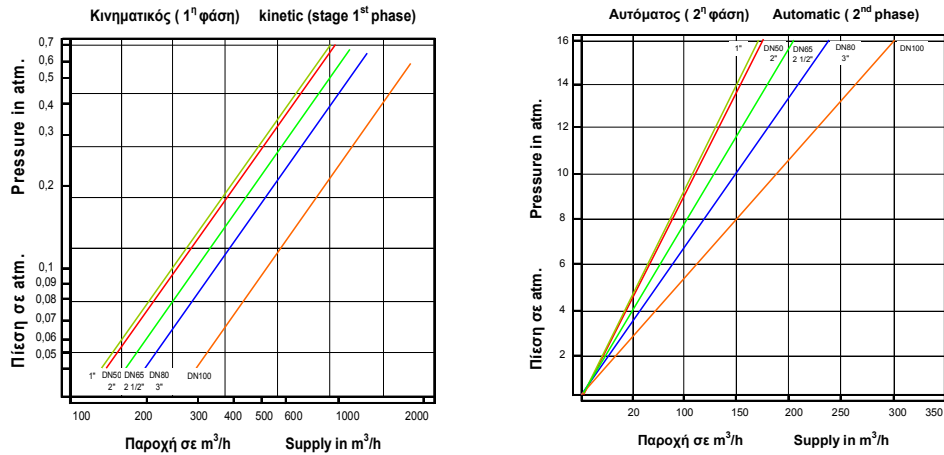 Κινηματικός ( 1η φάση) kinetic (stage 1st phase)
Pressure in atm.
Πίεση σε atm.
0,7
0,6
0,5
0,4
0,3
0,2
0,1
0,09
0,08
0,07
0,06
0,05
1" DN50 DN65 DN80 DN100
2" 2 1/2" 3"
100 200 300 400 500 600 1000 2000
Παροχή σε m³/h Supply in m³/h
Αυτόματος ( 2η φάση) Automatic ( 2nd phase)
Pressure in atm.
Πίεση σε atm.
16
14
12
10
8
6
4
2
1" DN50 DN65 DN80 DN100
2" 2 1/2" 3"
20 100 150 200 250 300 350
Παροχή σε m³/h Supply in m³/h